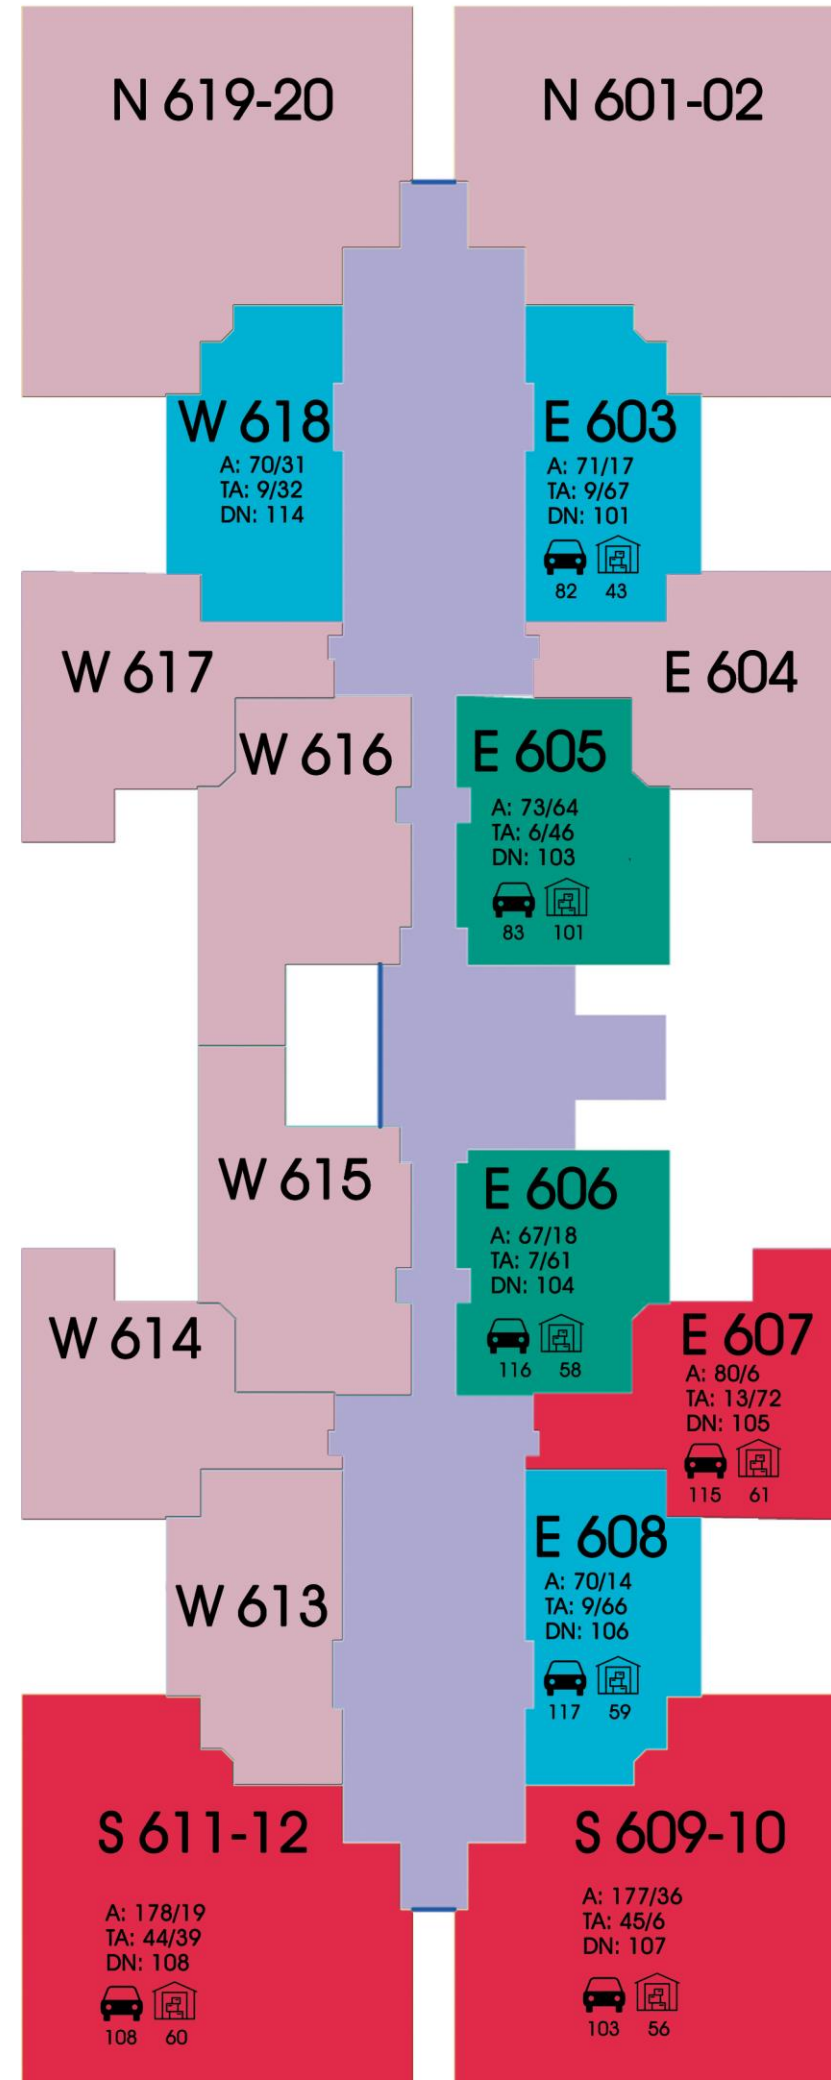 N 619-20
N 601-02
W 618
A: 70/31
TA: 9/32
DN: 114
E 603
A: 71/17
TA: 9/67
DN: 101
82 43
W 617
E 604
W 616
E 605
A: 73/64
TA: 6/46
DN: 103
83 101
W 615
E 606
A: 67/18
TA: 7/61
DN: 104
116 58
W 614
E 607
A: 80/6
TA: 13/72
DN: 105
115 61
E 608
A: 70/14
TA: 9/66
DN: 106
117 59
W 613
S 611-12
A: 178/19
TA: 44/39
DN: 108
108 60
S 609-10
A: 177/36
TA: 45/6
DN: 107
103 56